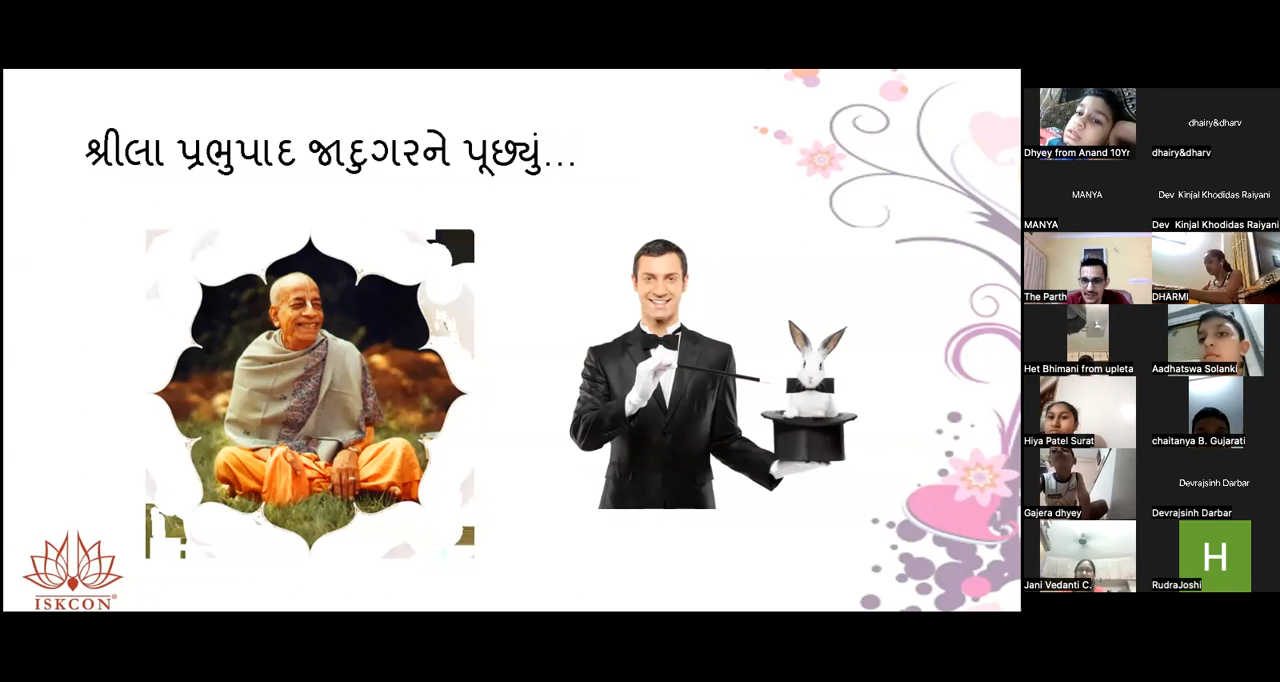 શ્રીલા પ્રભુપાદ જાદુગરને પૂછ્યું...
ISKCON®
Dhyey from Anand 10Yr
dhairy&dharv
dhairy&dharv
MANYA
MANYA
Dev Kinjal Khodidas Raiyani
Dev Kinjal Khodidas Raiyani
The Parth
DHARMI
Het Bhimani from upleta
Aadhatswa Solanki
Hiya Patel Surat
chaitanya B. Gujarati
Gajera dhyey
Devrajsinh Darbar
Devrajsinh Darbar
Jani Vedanti C.
H
RudraJoshi